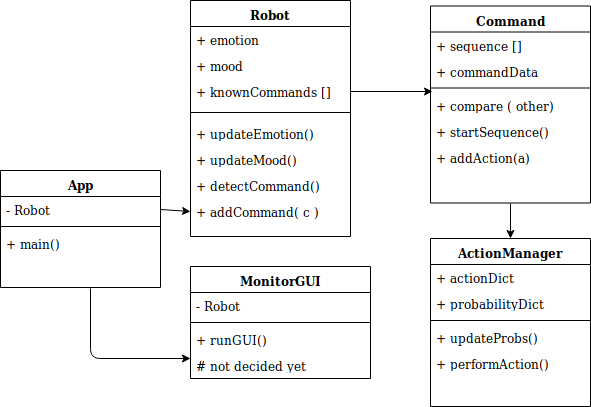 Robot
+ emotion
+ mood
+ knownCommands []
+ updateEmotion()
+ updateMood()
+ detectCommand()
+ addCommand( c )
Command
+ sequence []
+ commandData
+ compare ( other)
+ startSequence()
+ addAction(a)
App
- Robot
+ main()
MonitorGUI
- Robot
+ runGUI()
# not decided yet
ActionManager
+ actionDict
+ probabilityDict
+ updateProbs()
+ performAction()